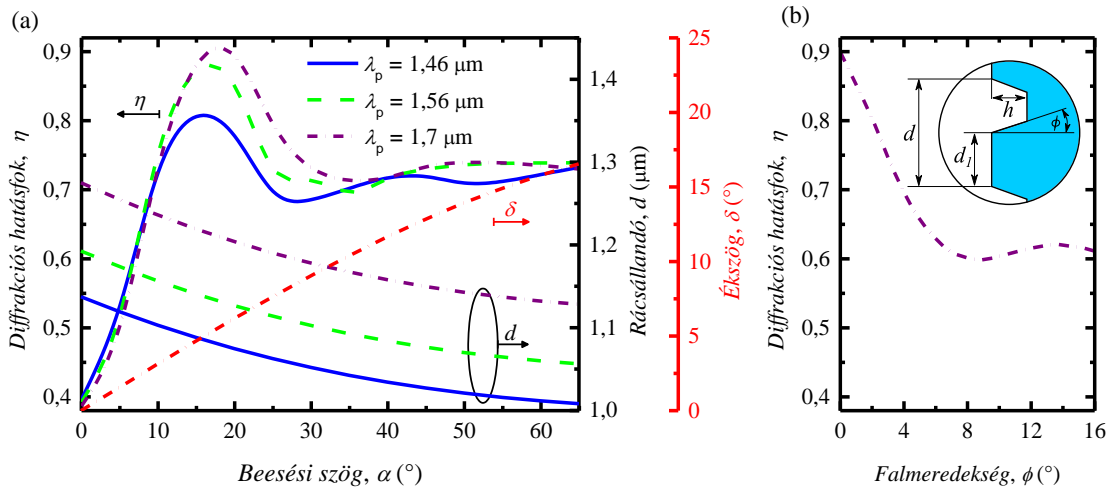 (a)
0,9
0,8
0,7
0,6
0,5
0,4
Diffrakciós hatásfok, η
0 10 20 30 40 50 60
Beesési szög, α (°)
η
λp = 1,46 μm
λp = 1,56 μm
λp = 1,7 μm
δ
d
1,4
1,3
1,2
1,1
1,0
Rácsállandó, d (μm)
25
20
15
10
5
0
Ékszög, δ (°)
(b)
0,9
0,8
0,7
0,6
0,5
0,4
Diffrakciós hatásfok, η
0 4 8 12 16
Falmeredekség, ϕ (°)
d
h
d1
ϕ